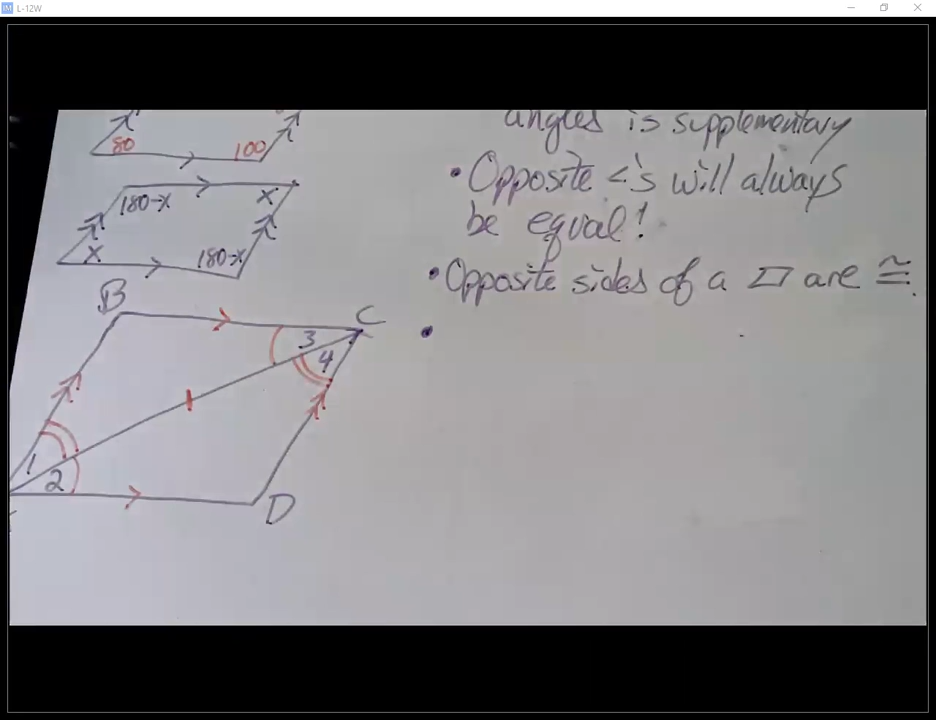 L-12W
angles is supplementary
80
100
• Opposite <'s will always
be equal!
180-x
x
x
180-x
• Opposite sides of a ▱ are ≅.
B
C
3
4
•
1
2
D